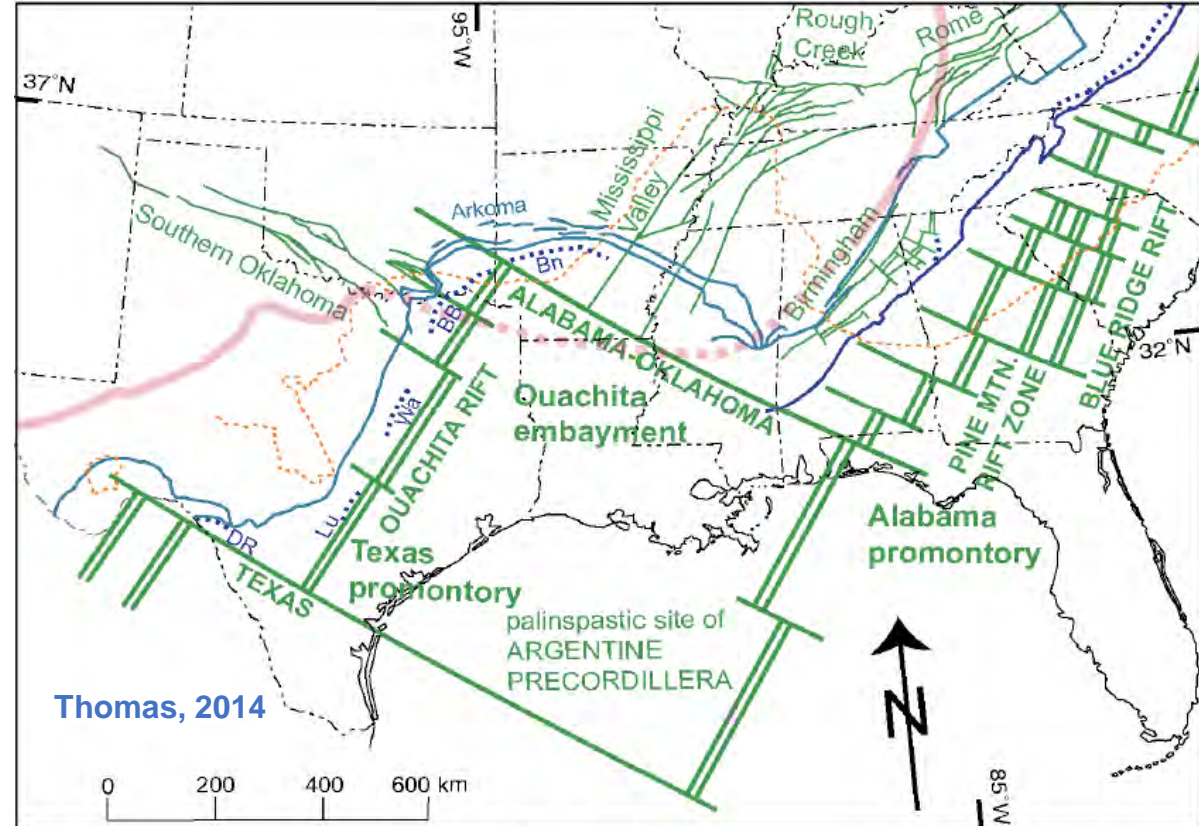 95°W
Rough
Creek
Rome
37°N
Mississippi
Valley
Arkoma
Southern Oklahoma
Birmingham
Bn
BB
ALABAMA-OKLAHOMA
32°N
Ouachita
embayment
Wa
OUACHITA RIFT
PINE MTN
RIFT ZONE
BLUE RIDGE RIFT
Lu
DR
TEXAS
Texas
promontory
Alabama
promontory
palinspastic site of
ARGENTINE
PRECORDILLERA
Thomas, 2014
N
0 200 400 600 km
85°W